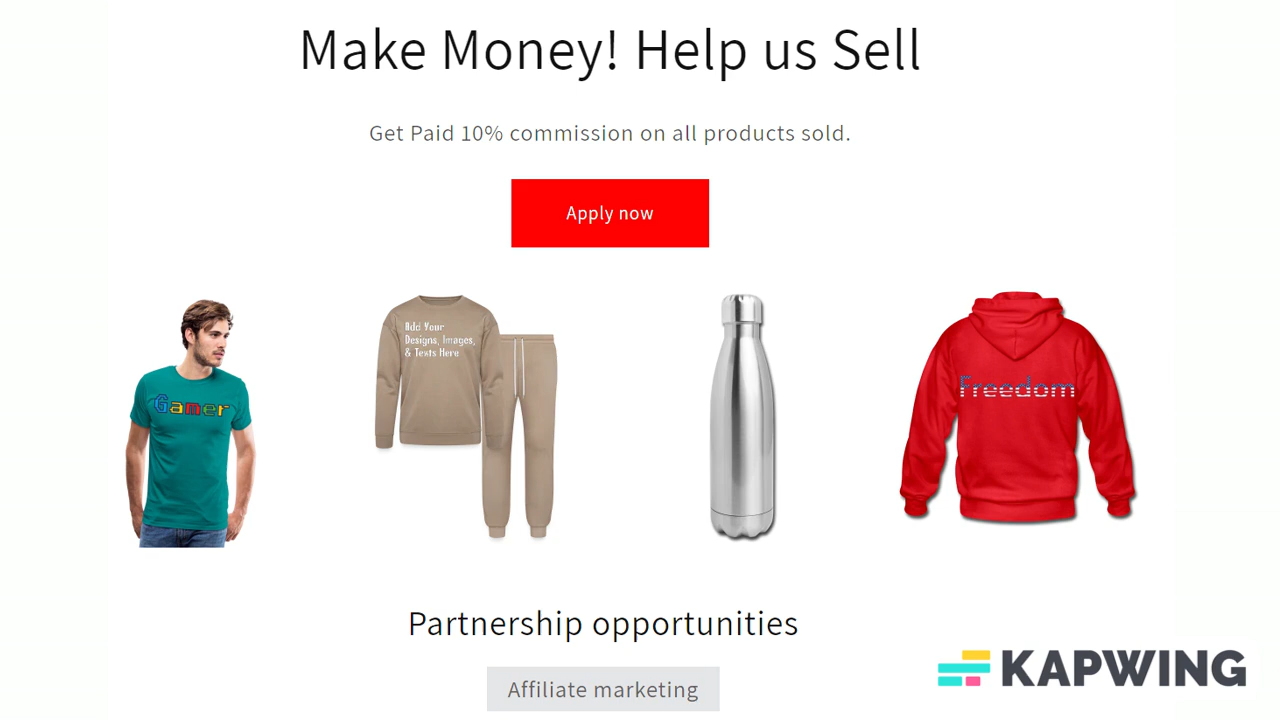 Make Money! Help us Sell
Get Paid 10% commission on all products sold.
Apply now
Gamer
Add Your
Designs, Images,
& Texts Here
Freedom
Partnership opportunities
Affiliate marketing
KAPWING